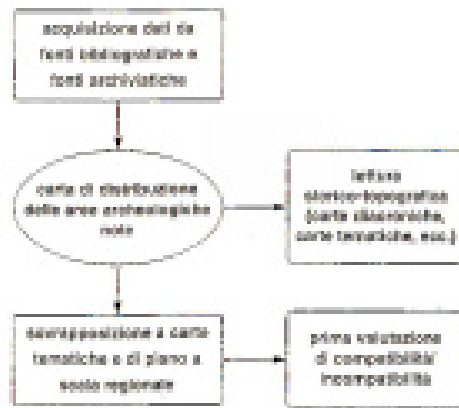 acquisizione dati da
fonti bibliografiche e
fonti archivistiche
carta di distribuzione
delle aree archeologiche
note
lettura
storico-topografica
(carte diacroniche,
carte tematiche, ecc.)
sovrapposizione a carte
tematiche e di piano a
scala regionale
prima valutazione
di compatibilità/
incompatibilità